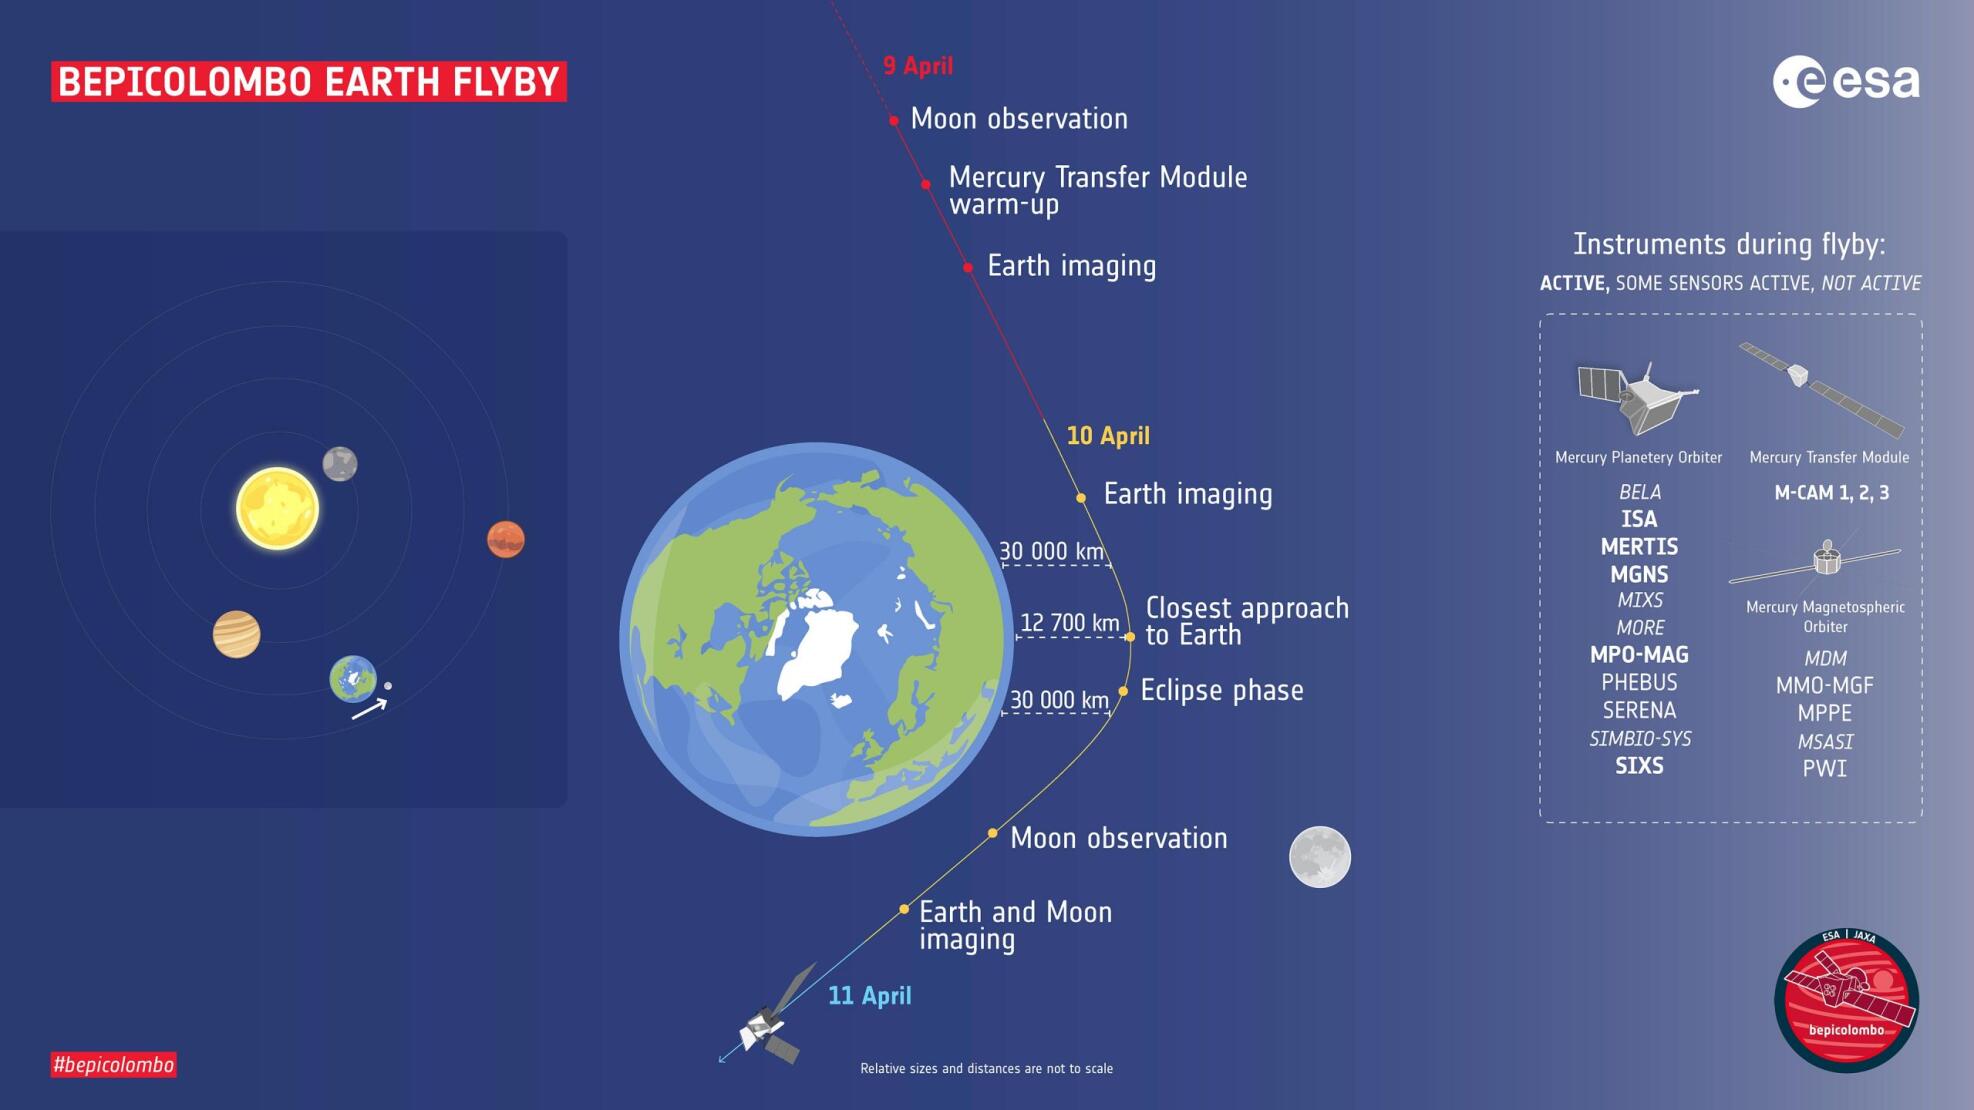 BEPICOLOMBO EARTH FLYBY
esa
9 April
Moon observation
Mercury Transfer Module
warm-up
Earth imaging
10 April
Earth imaging
30 000 km
12 700 km
Closest approach
to Earth
30 000 km
Eclipse phase
Moon observation
Earth and Moon
imaging
11 April
Relative sizes and distances are not to scale
#bepicolombo
Instruments during flyby:
ACTIVE, SOME SENSORS ACTIVE, NOT ACTIVE
Mercury Planetery Orbiter
BELA
ISA
MERTIS
MGNS
MIXS
MORE
MPO-MAG
PHEBUS
SERENA
SIMBIO-SYS
SIXS
Mercury Transfer Module
M-CAM 1, 2, 3
Mercury Magnetospheric
Orbiter
MDM
MMO-MGF
MPPE
MSASI
PWI
ESA | JAXA
bepicolombo